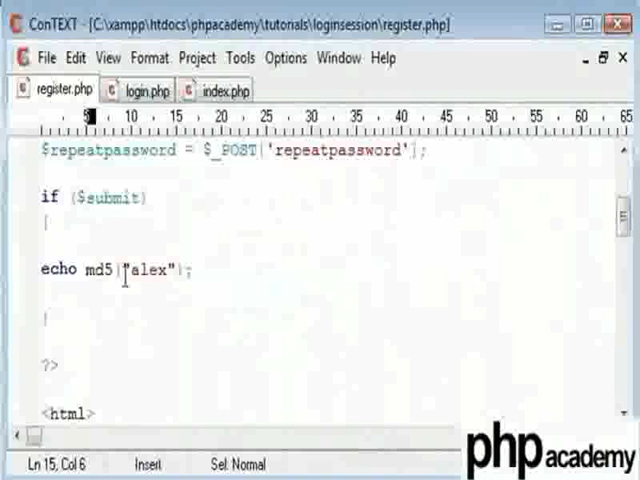 ConTEXT - [C:\xampp\htdocs\phpacademy\tutorials\loginsession\register.php]
File Edit View Format Project Tools Options Window Help
register.php login.php index.php
5 10 15 20 25 30 35 40 45 50 55 60 65
$repeatpassword = $_POST['repeatpassword'];
if ($submit)
{
echo md5("alex");
}
?>
<html>
php academy
Ln 15, Col 6 Insert Sel: Normal